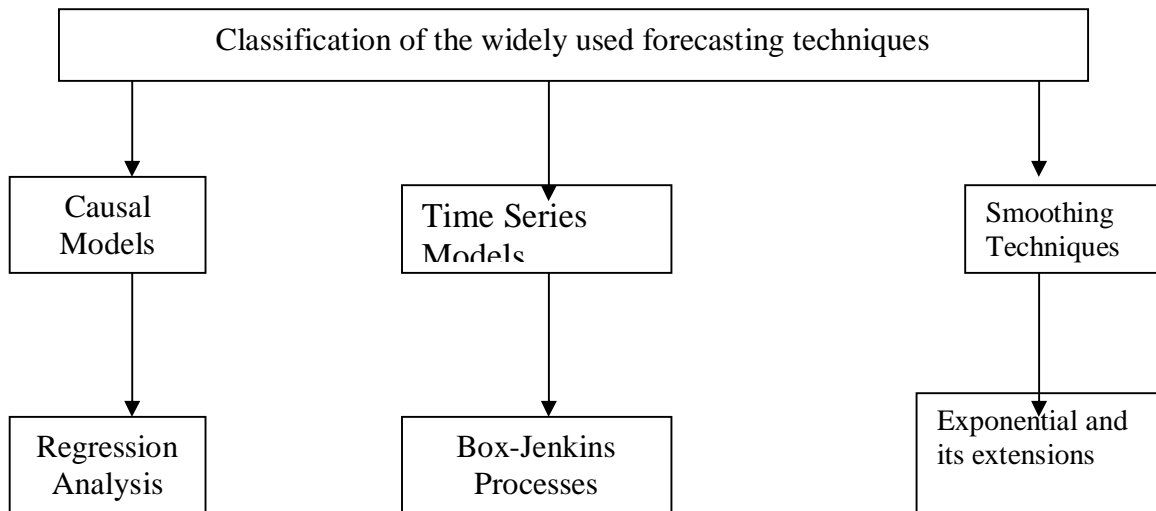 Classification of the widely used forecasting techniques
Causal
Models
Time Series
Models
Smoothing
Techniques
Regression
Analysis
Box-Jenkins
Processes
Exponential and
its extensions